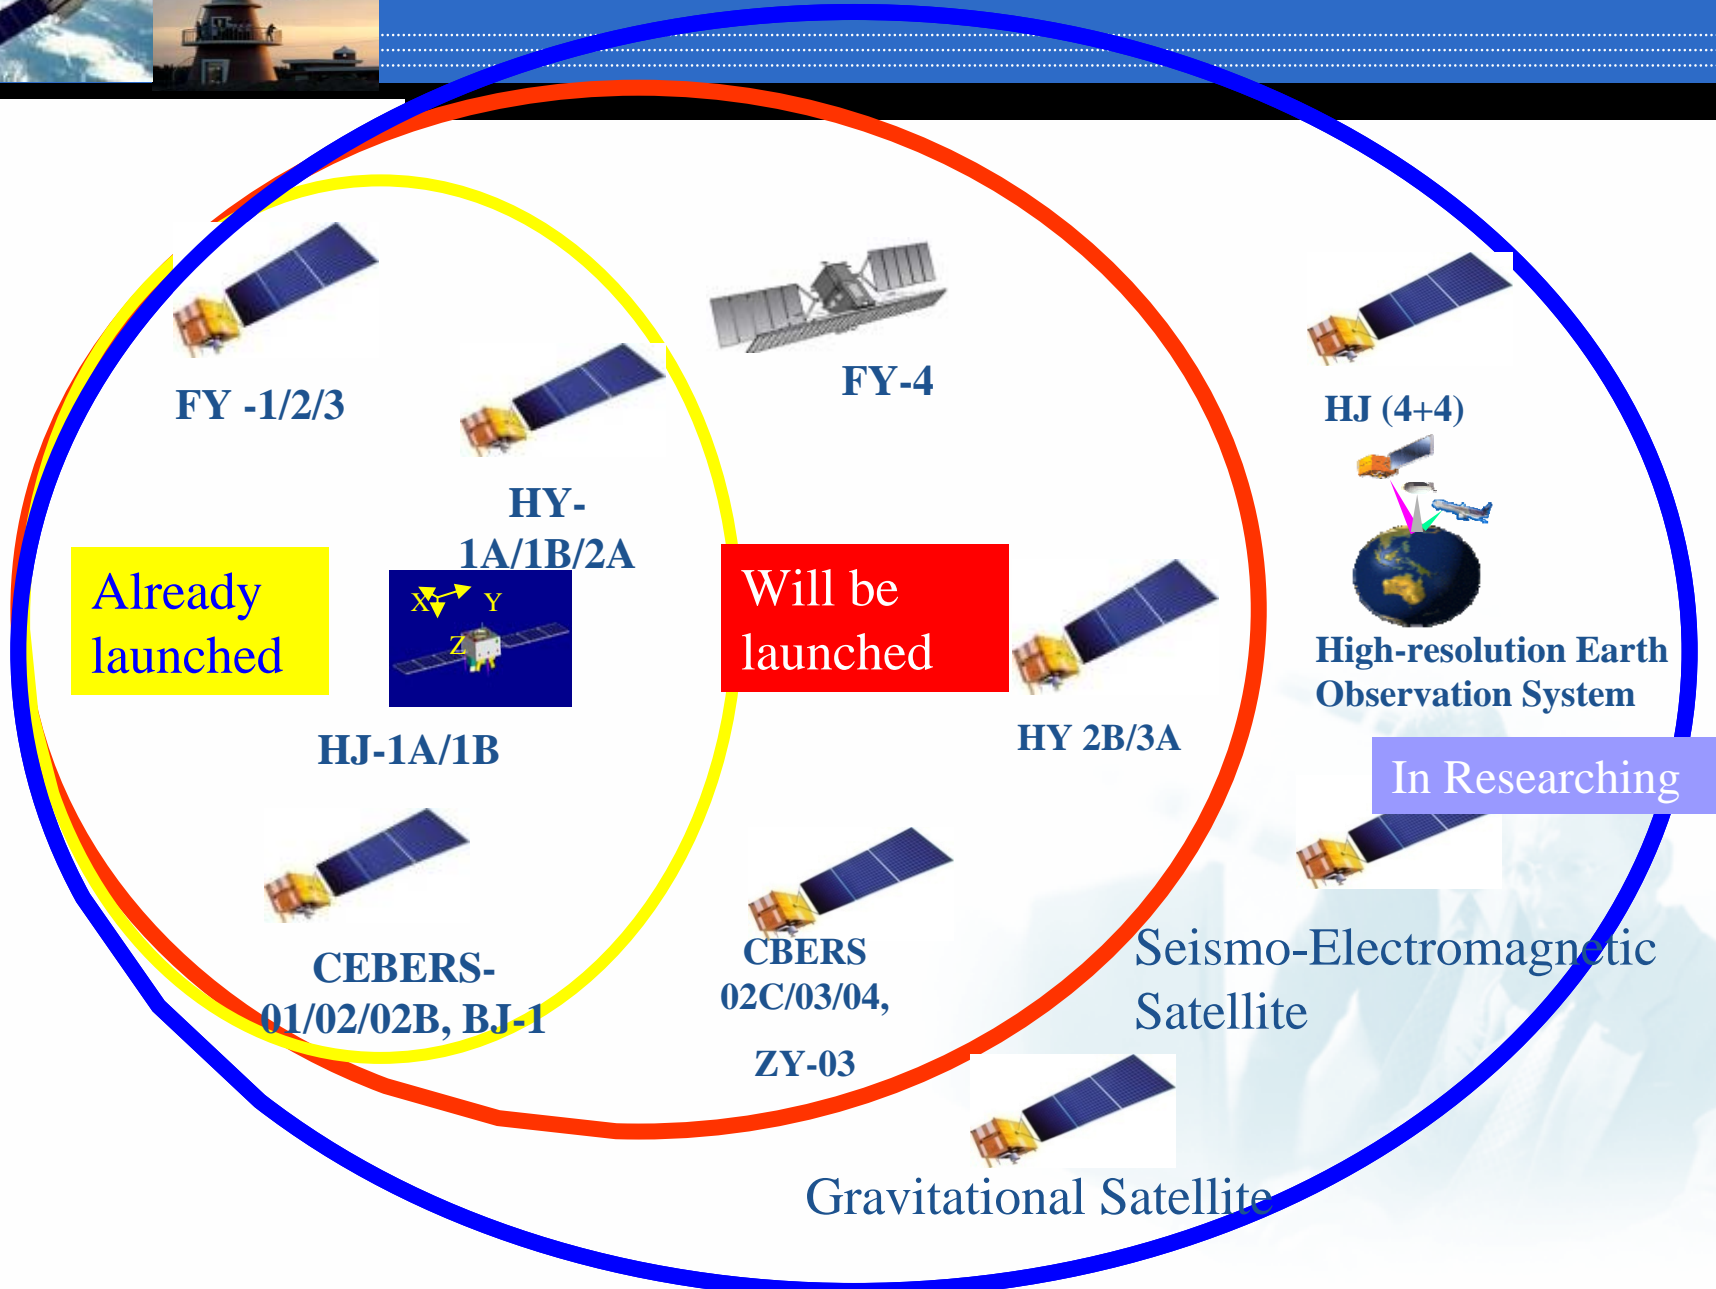 FY -1/2/3
HY-
1A/1B/2A
Already
launched
X
Y
Z
HJ-1A/1B
CEBERS-
01/02/02B, BJ-1
FY-4
Will be
launched
HY 2B/3A
CBERS
02C/03/04,
ZY-03
HJ (4+4)
High-resolution Earth
Observation System
In Researching
Seismo-Electromagnetic
Satellite
Gravitational Satellite